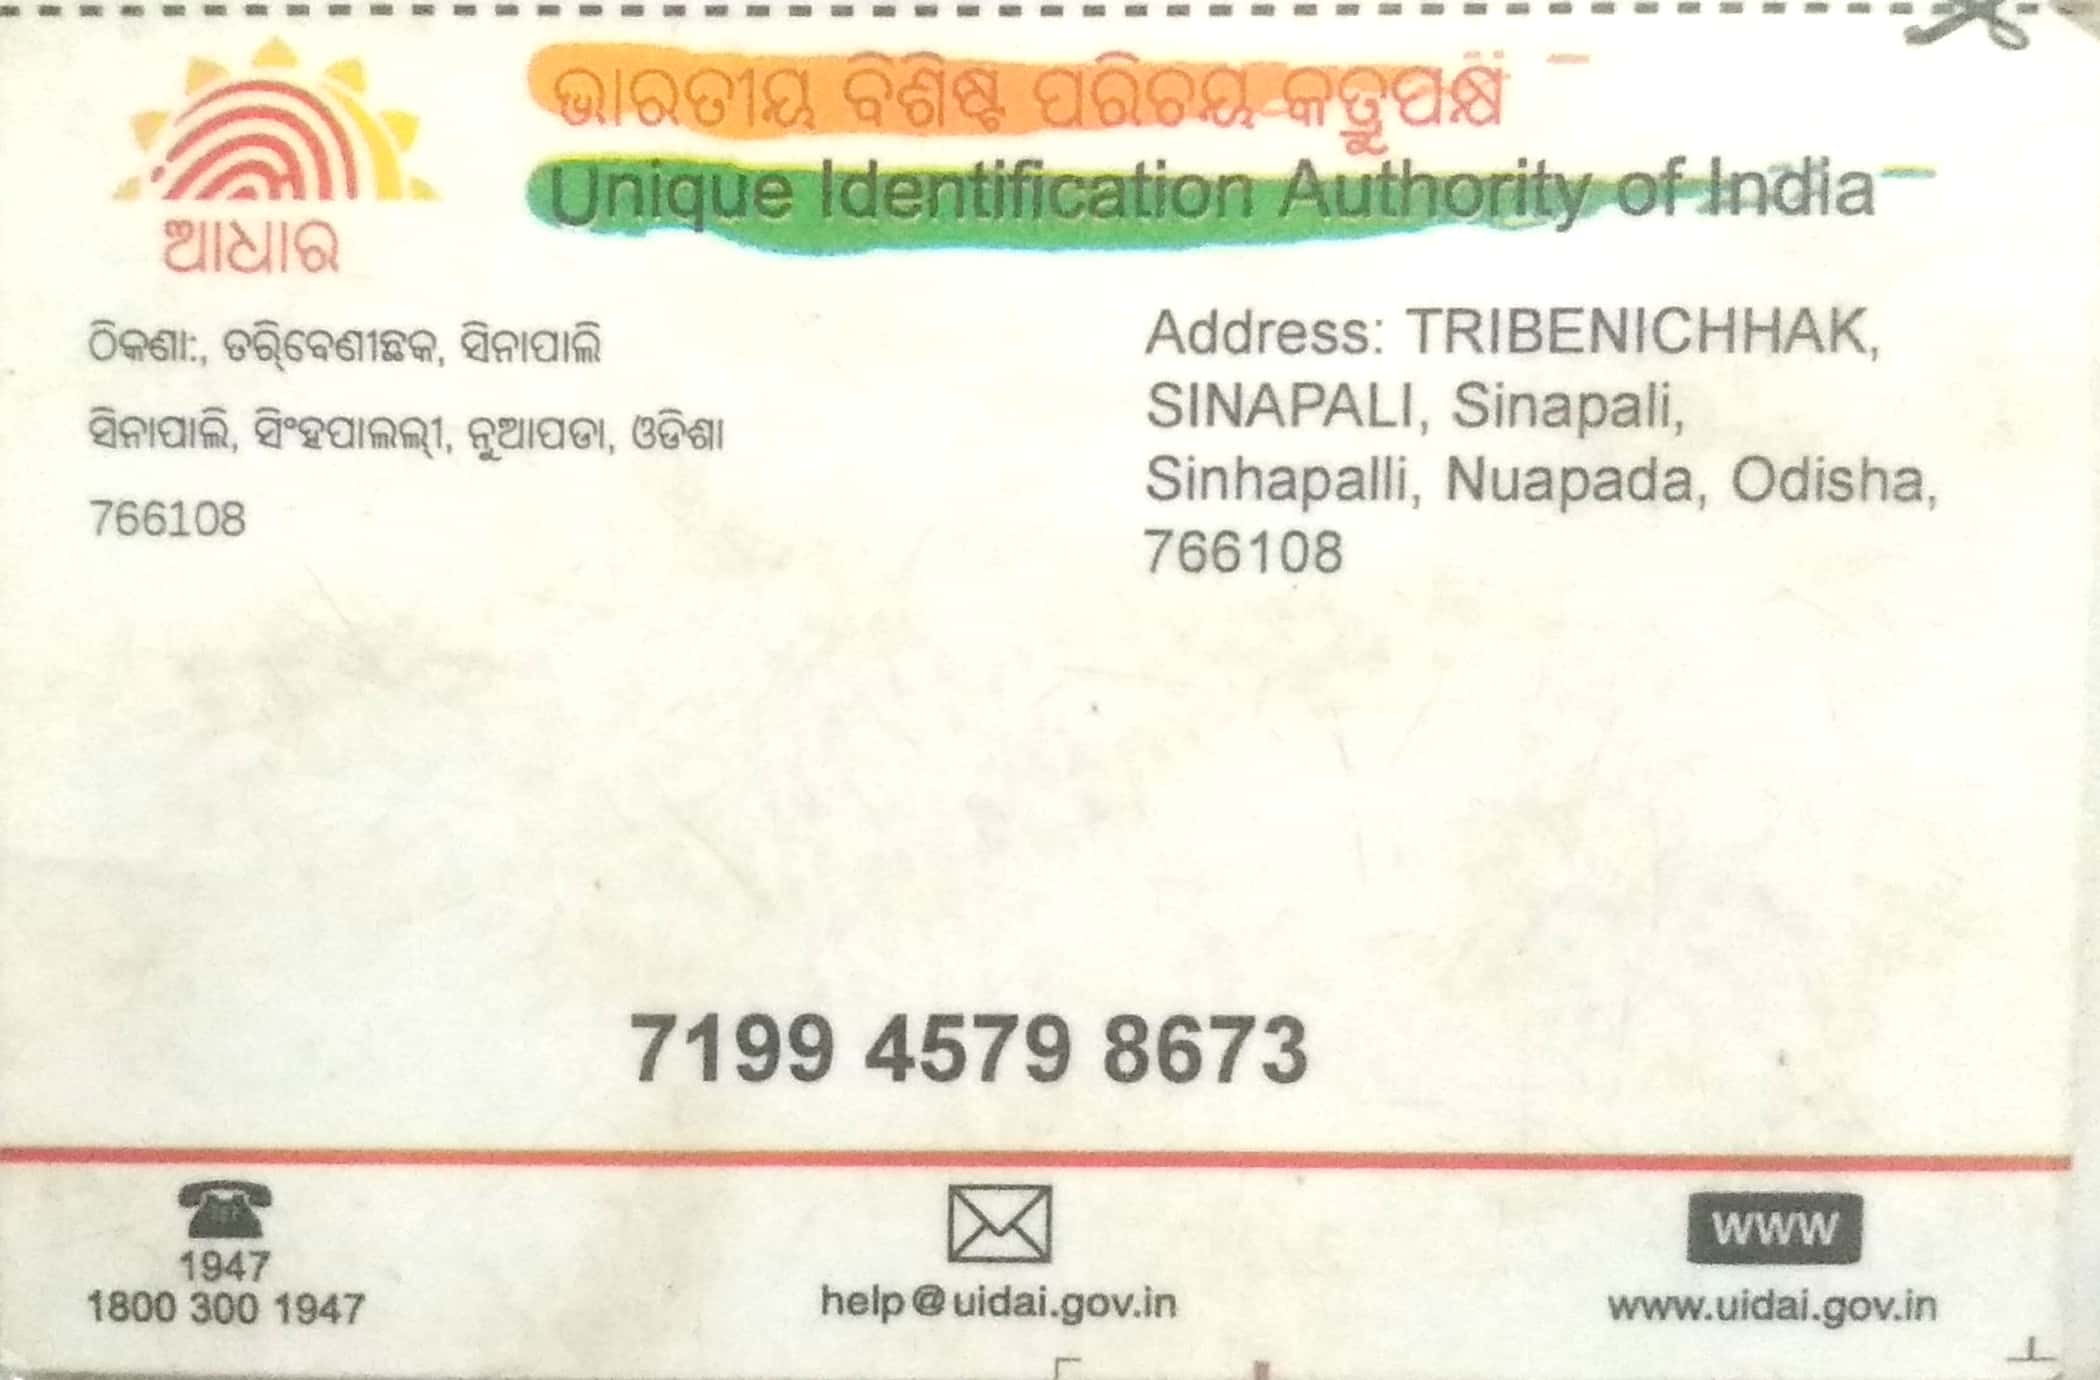 ଭାରତୀୟ ବିଶିଷ୍ଟ ପରିଚୟ କର୍ତ୍ତୃପକ୍ଷ
Unique Identification Authority of India
ଆଧାର
ଠିକଣା:, ତରି୍ବେଣୀଛକ, ସିନାପାଲି
ସିନାପାଲି, ସିଂହପାଲଲ୍ୀ, ନୁଆପଡା, ଓଡିଶା
766108
Address: TRIBENICHHAK,
SINAPALI, Sinapali,
Sinhapalli, Nuapada, Odisha,
766108
7199 4579 8673
1947
1800 300 1947
help@uidai.gov.in
WWW
www.uidai.gov.in